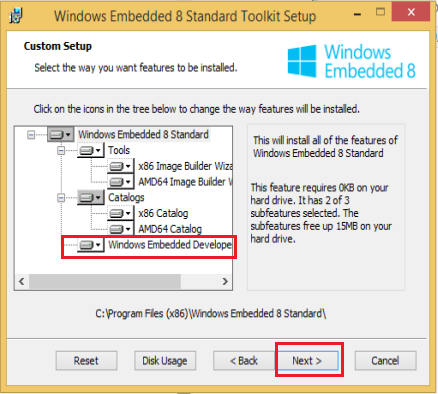 Windows Embedded 8 Standard Toolkit Setup
Custom Setup
Select the way you want features to be installed.
Windows
Embedded 8
Click on the icons in the tree below to change the way features will be installed.
Windows Embedded 8 Standard
Tools
x86 Image Builder Wiza
AMD64 Image Builder W
Catalogs
x86 Catalog
AMD64 Catalog
Windows Embedded Develope
This will install all of the features of
Windows Embedded 8 Standard
This feature requires 0KB on your
hard drive. It has 2 of 3
subfeatures selected. The
subfeatures free up 15MB on your
hard drive.
C:\Program Files (x86)\Windows Embedded 8 Standard\
Reset
Disk Usage
< Back
Next >
Cancel